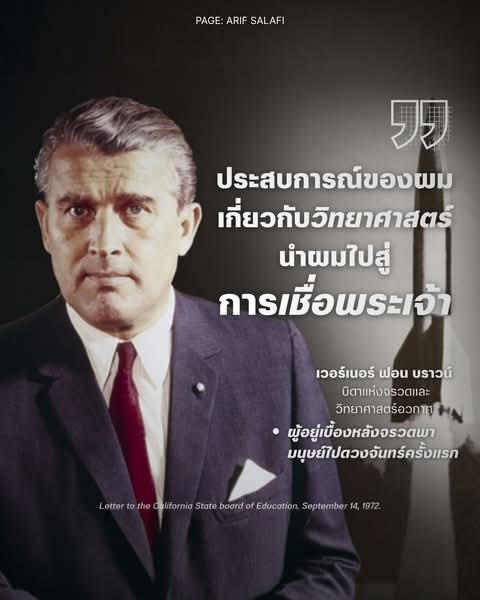 PAGE: ARIF SALAFI
ประสบการณ์ของผม
เกี่ยวกับวิทยาศาสตร์
นำผมไปสู่
การเชื่อพระเจ้า
เวอร์เนอร์ ฟอน บราวน์
บิดาแห่งจรวดและ
วิทยาศาสตร์อวกาศ
• ผู้อยู่เบื้องหลังจรวดพา
มนุษย์ไปดวงจันทร์ครั้งแรก
Letter to the California State board of Education, September 14, 1972.